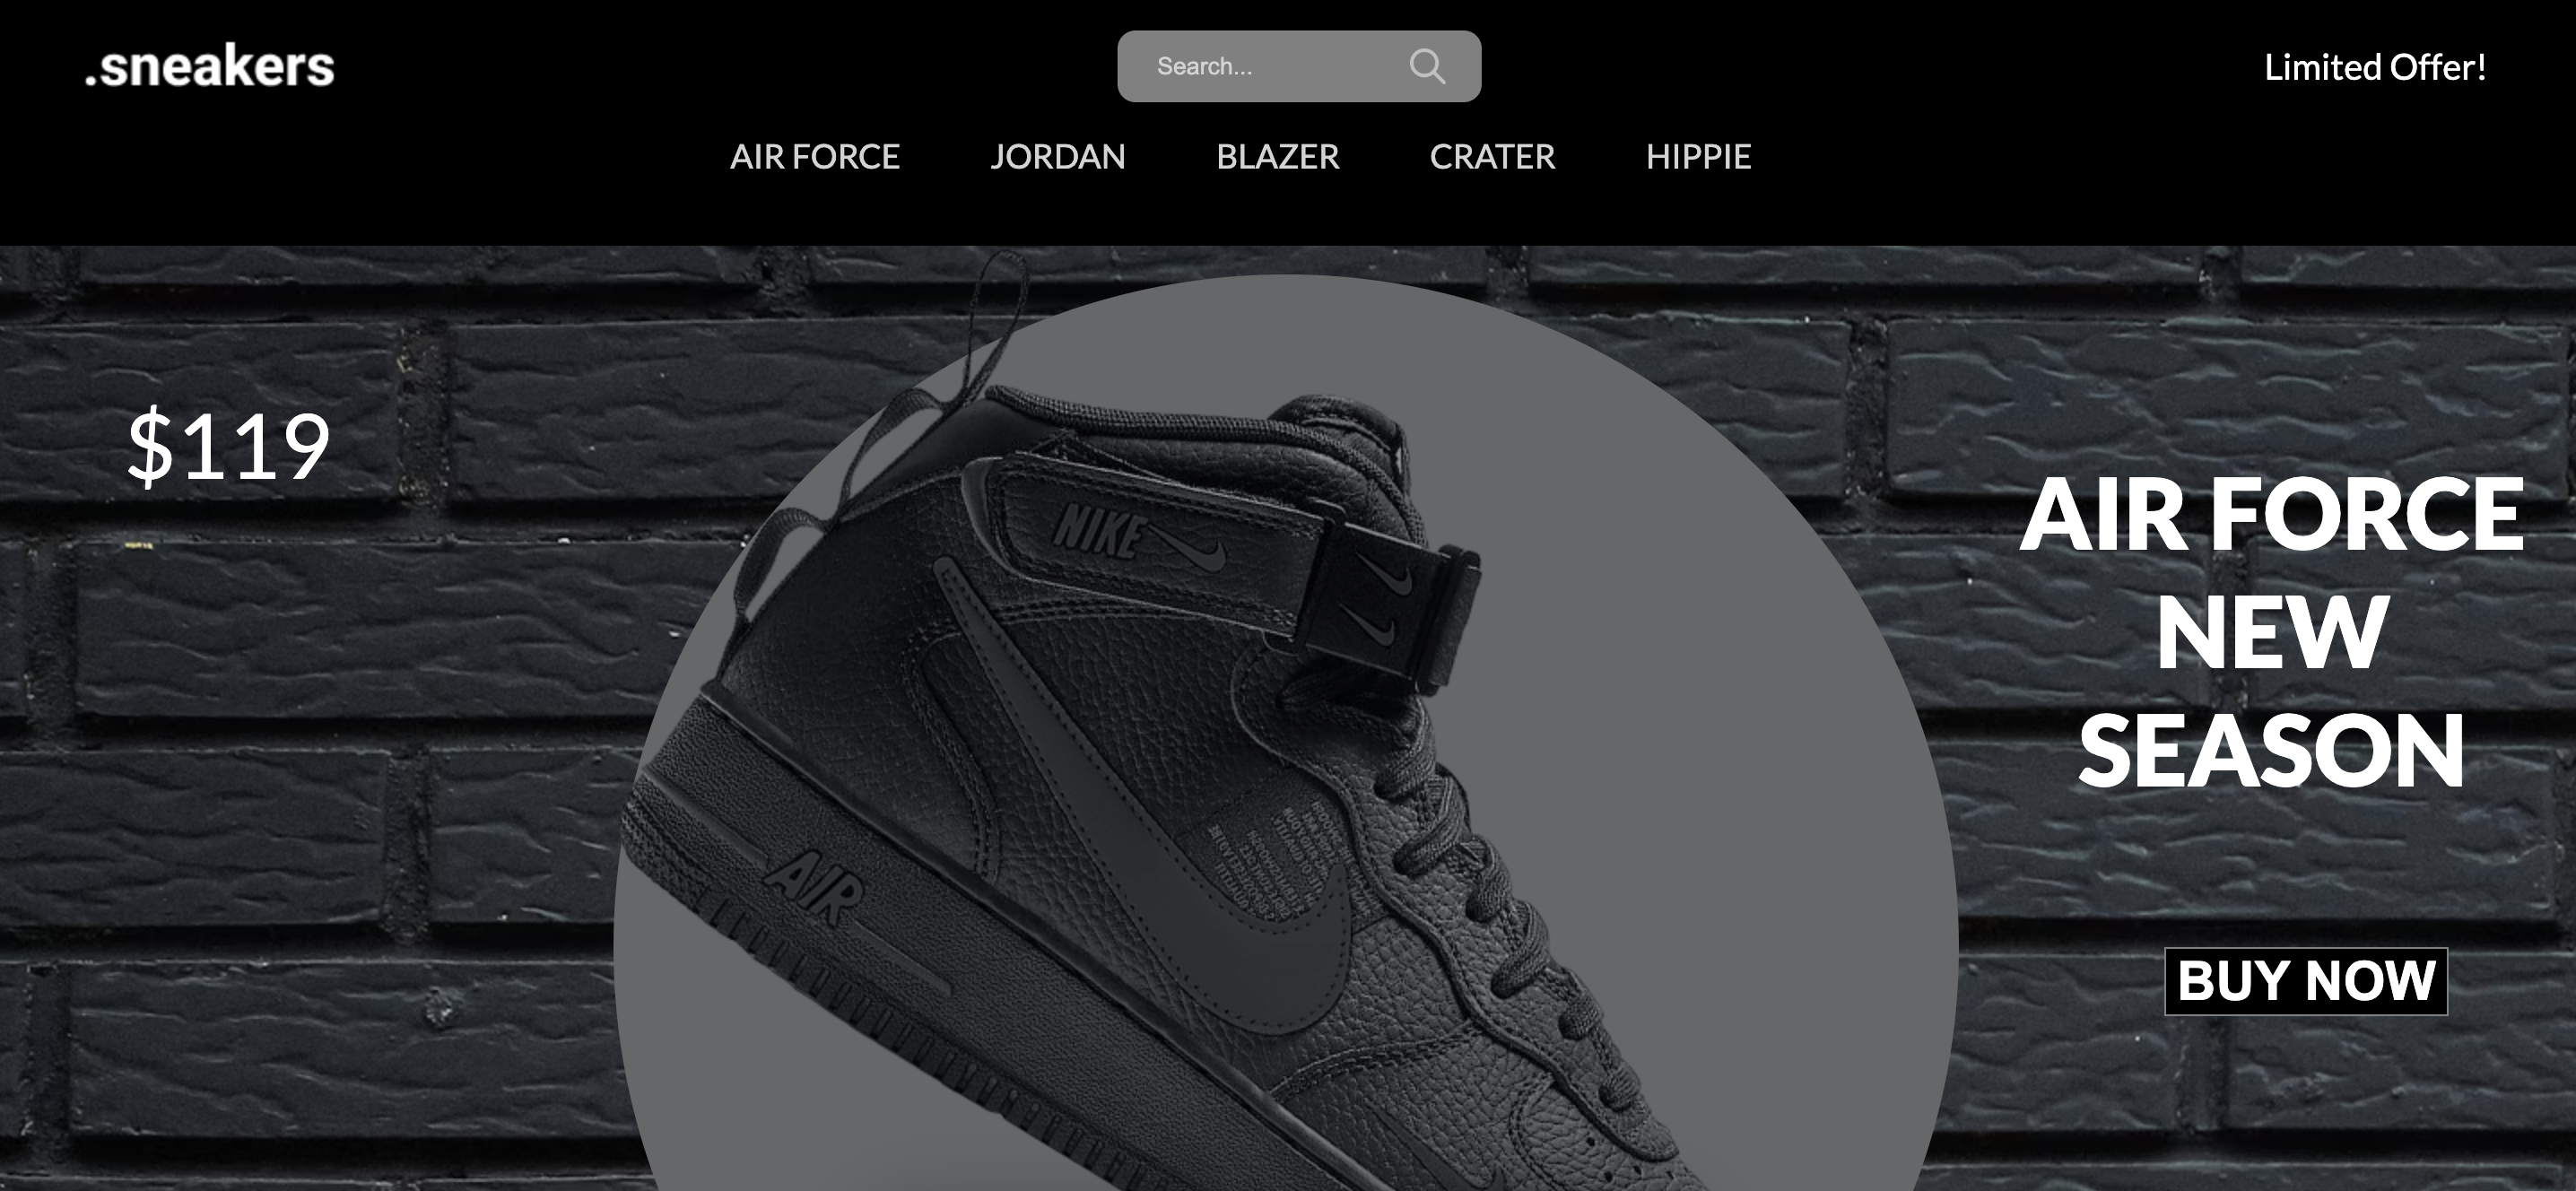 .sneakers
Search...
Limited Offer!
AIR FORCE
JORDAN
BLAZER
CRATER
HIPPIE
$119
AIR FORCE
NEW
SEASON
BUY NOW
NIKE
AIR